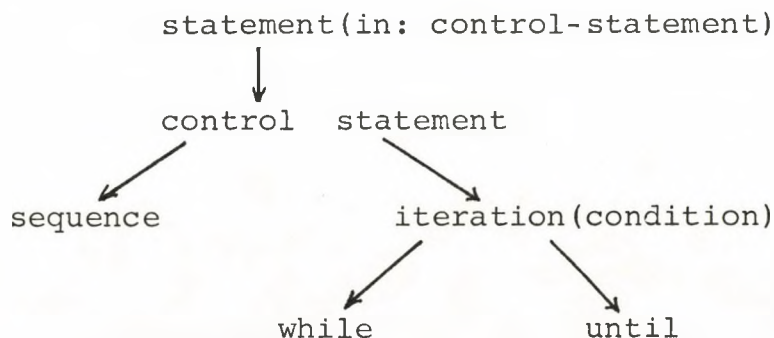 statement(in: control-statement)
control statement
sequence iteration(condition)
while until